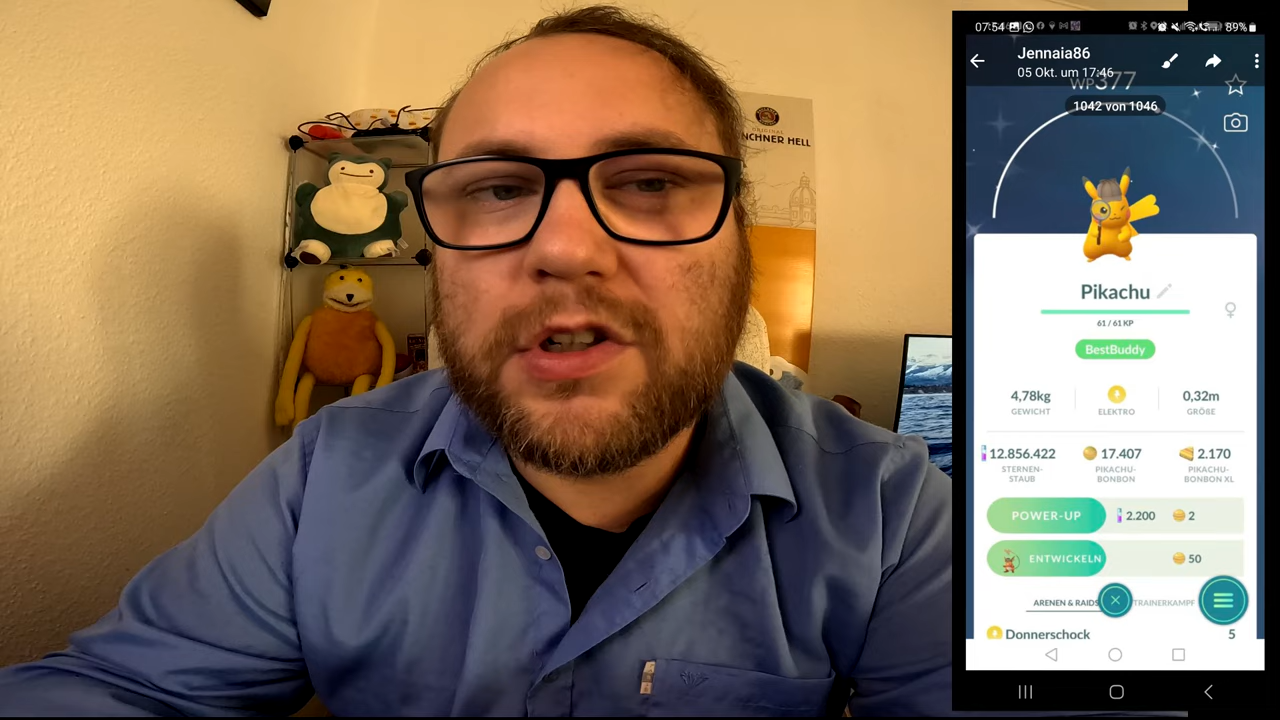 ORIGINAL
NCHNER HELL
07:54
89%
Jennaia86
05 Okt. um 17:46
WP377
1042 von 1046
Pikachu
61 / 61 KP
BestBuddy
4,78kg
GEWICHT
ELEKTRO
0,32m
GRÖßE
12.856.422
STERNEN-
STAUB
17.407
PIKACHU-
BONBON
2.170
PIKACHU-
BONBON XL
POWER-UP
2.200
2
ENTWICKELN
50
ARENEN & RAIDS
TRAINERKAMPF
Donnerschock
5